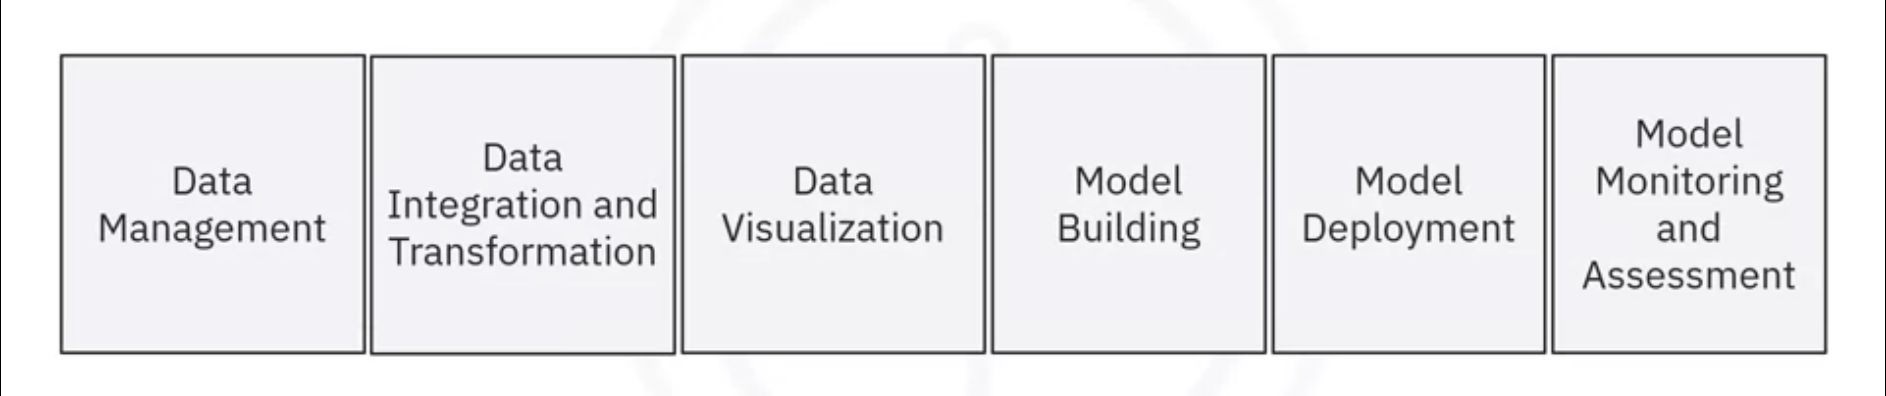 Data
Management
Data
Integration and
Transformation
Data
Visualization
Model
Building
Model
Deployment
Model
Monitoring
and
Assessment